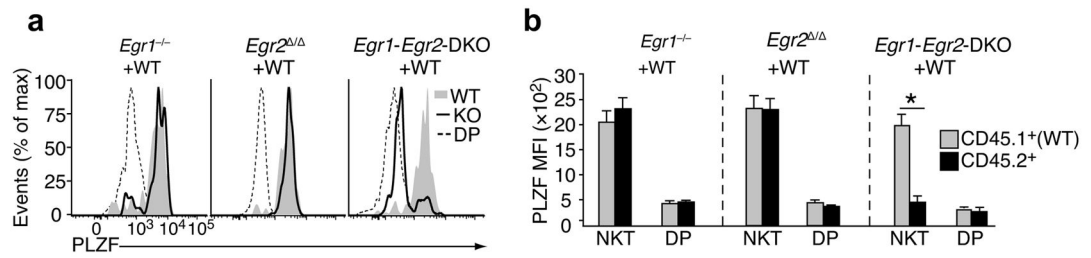 a
Egr1–/–
+WT
Egr2Δ/Δ
+WT
Egr1-Egr2-DKO
+WT
Events (% of max)
100
75
50
25
0
WT
KO
DP
0 10³ 10⁴ 10⁵
PLZF
b
Egr1–/–
+WT
Egr2Δ/Δ
+WT
Egr1-Egr2-DKO
+WT
PLZF MFI (×10²)
30
25
20
15
10
5
0
*
CD45.1+(WT)
CD45.2+
NKT DP NKT DP NKT DP